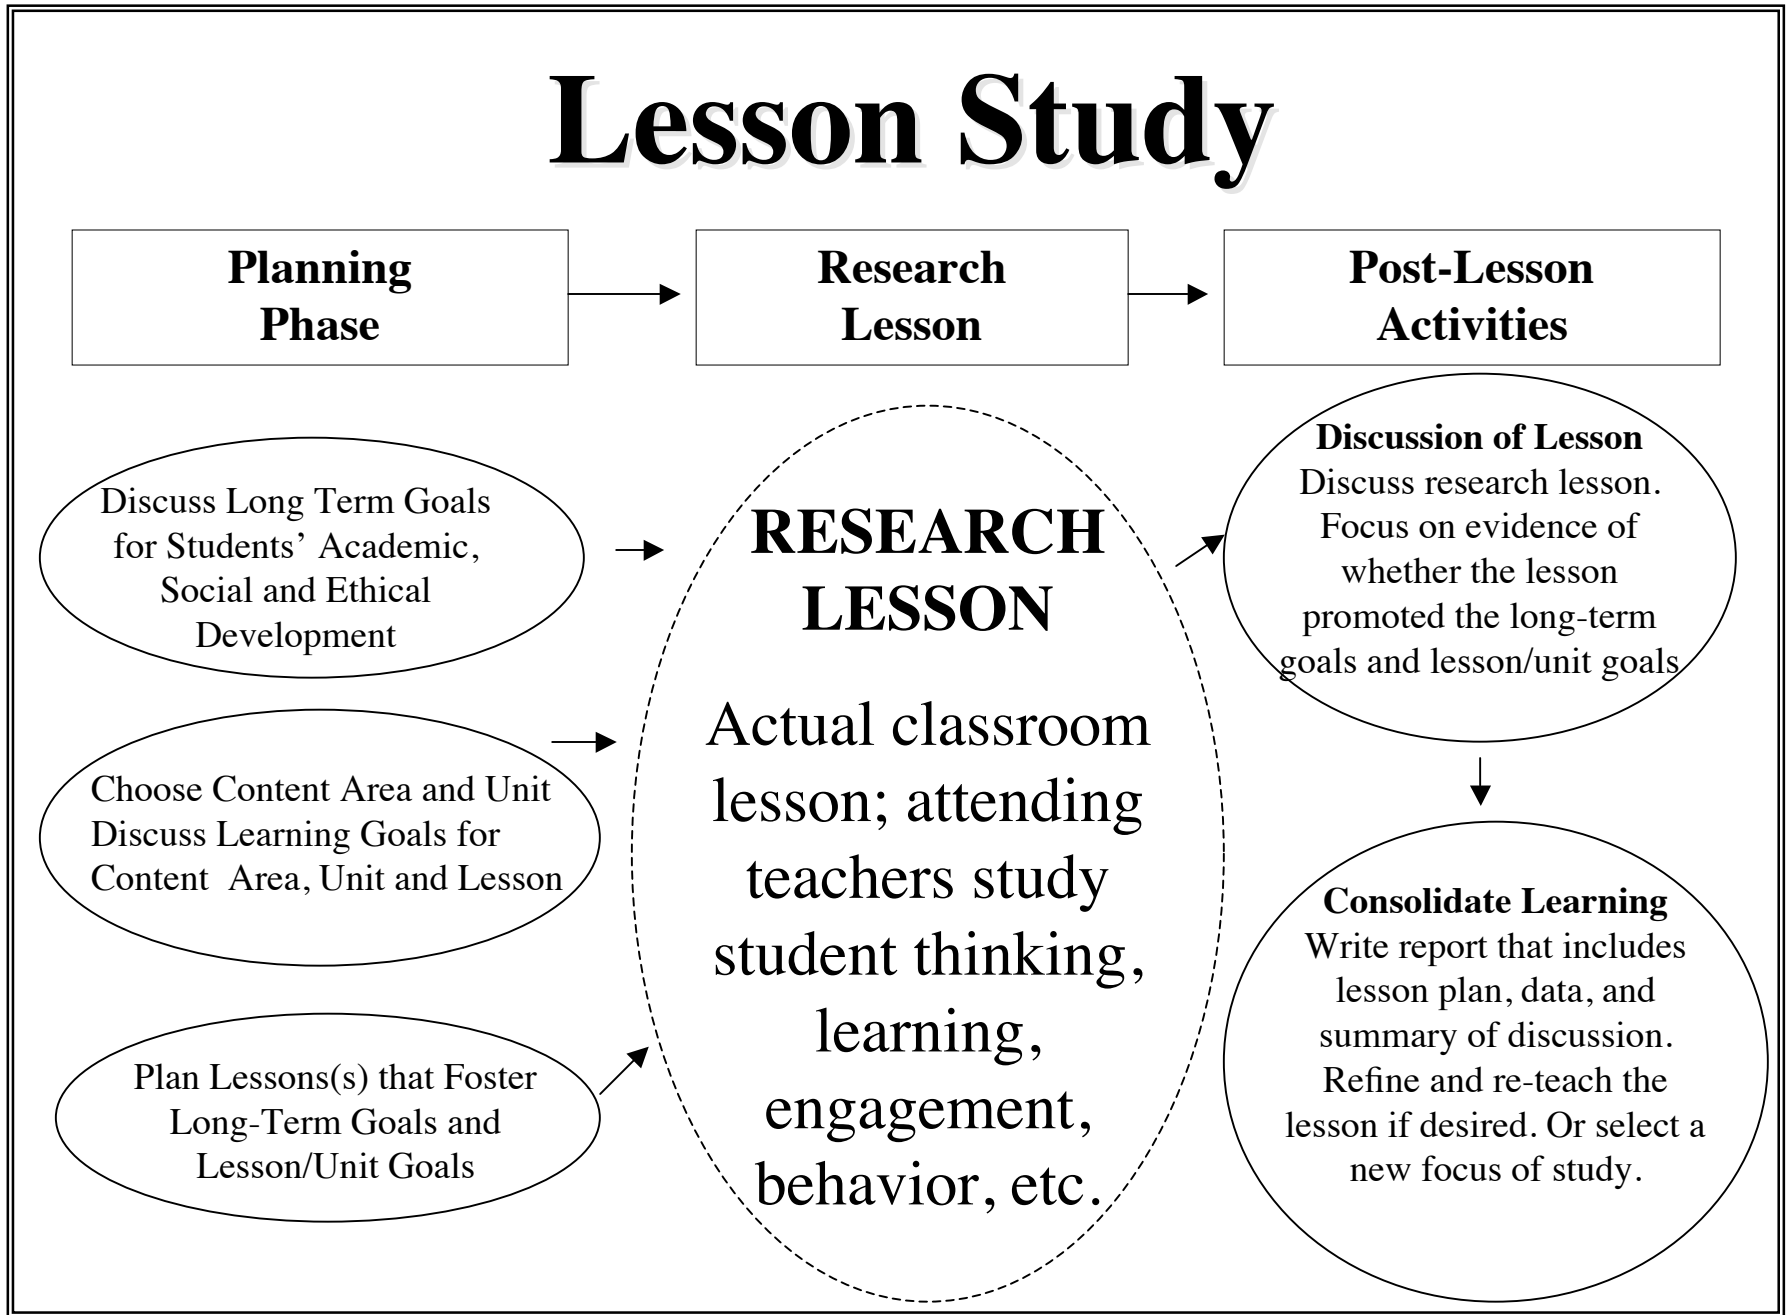 Lesson Study
Planning
Phase
Research
Lesson
Post-Lesson
Activities
Discuss Long Term Goals
for Students’ Academic,
Social and Ethical
Development
Choose Content Area and Unit
Discuss Learning Goals for
Content  Area, Unit and Lesson
Plan Lessons(s) that Foster
Long-Term Goals and
Lesson/Unit Goals
RESEARCH
LESSON
Actual classroom
lesson; attending
teachers study
student thinking,
learning,
engagement,
behavior, etc.
Discussion of Lesson
Discuss research lesson.
Focus on evidence of
whether the lesson
promoted the long-term
goals and lesson/unit goals
Consolidate Learning
Write report that includes
lesson plan, data, and
summary of discussion.
Refine and re-teach the
lesson if desired. Or select a
new focus of study.